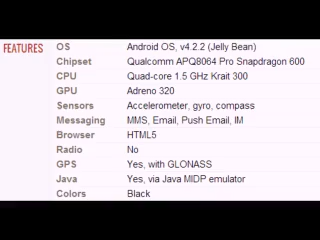 FEATURES
OS Android OS, v4.2.2 (Jelly Bean)
Chipset Qualcomm APQ8064 Pro Snapdragon 600
CPU Quad-core 1.5 GHz Krait 300
GPU Adreno 320
Sensors Accelerometer, gyro, compass
Messaging MMS, Email, Push Email, IM
Browser HTML5
Radio No
GPS Yes, with GLONASS
Java Yes, via Java MIDP emulator
Colors Black